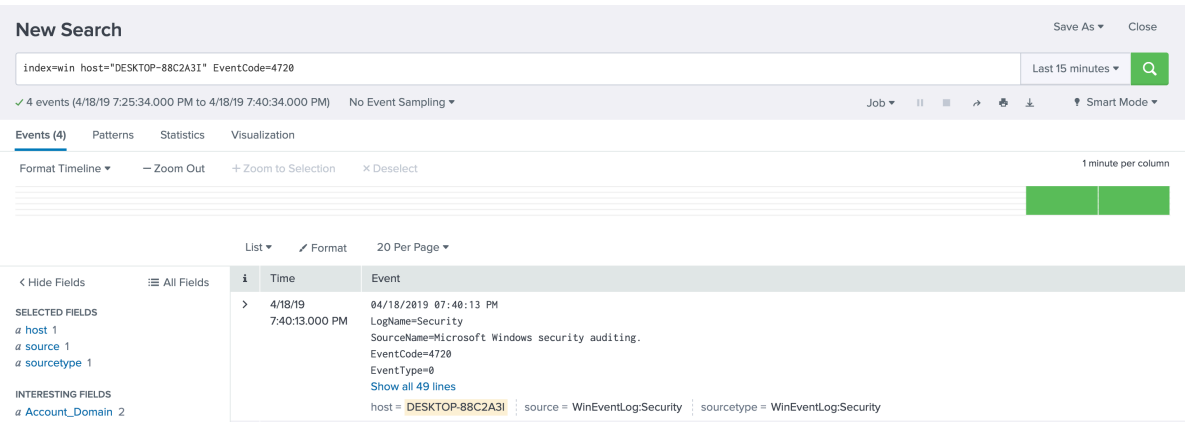 New Search
Save As Close
index=win host="DESKTOP-88C2A3I" EventCode=4720
Last 15 minutes
4 events (4/18/19 7:25:34.000 PM to 4/18/19 7:40:34.000 PM) No Event Sampling
Job Smart Mode
Events (4) Patterns Statistics Visualization
Format Timeline — Zoom Out + Zoom to Selection × Deselect
1 minute per column
List Format 20 Per Page
< Hide Fields All Fields
i Time Event
SELECTED FIELDS
a host 1
a source 1
a sourcetype 1
INTERESTING FIELDS
a Account_Domain 2
> 4/18/19
7:40:13.000 PM
04/18/2019 07:40:13 PM
LogName=Security
SourceName=Microsoft Windows security auditing.
EventCode=4720
EventType=0
Show all 49 lines
host = DESKTOP-88C2A3I source = WinEventLog:Security sourcetype = WinEventLog:Security